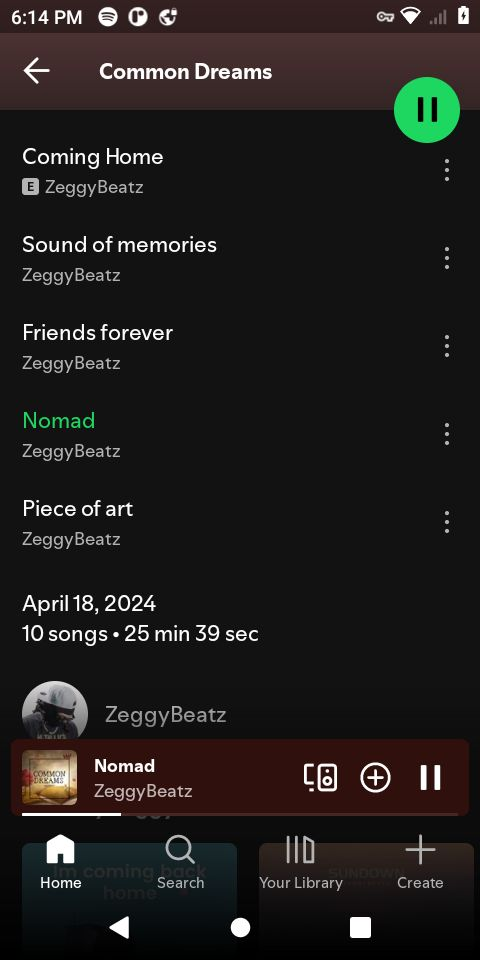 6:14 PM
Common Dreams
Coming Home
E ZeggyBeatz
Sound of memories
ZeggyBeatz
Friends forever
ZeggyBeatz
Nomad
ZeggyBeatz
Piece of art
ZeggyBeatz
April 18, 2024
10 songs • 25 min 39 sec
ZeggyBeatz
COMMON
DREAMS
Nomad
ZeggyBeatz
Im coming back
home
SUNDOWN
Home
Search
Your Library
Create